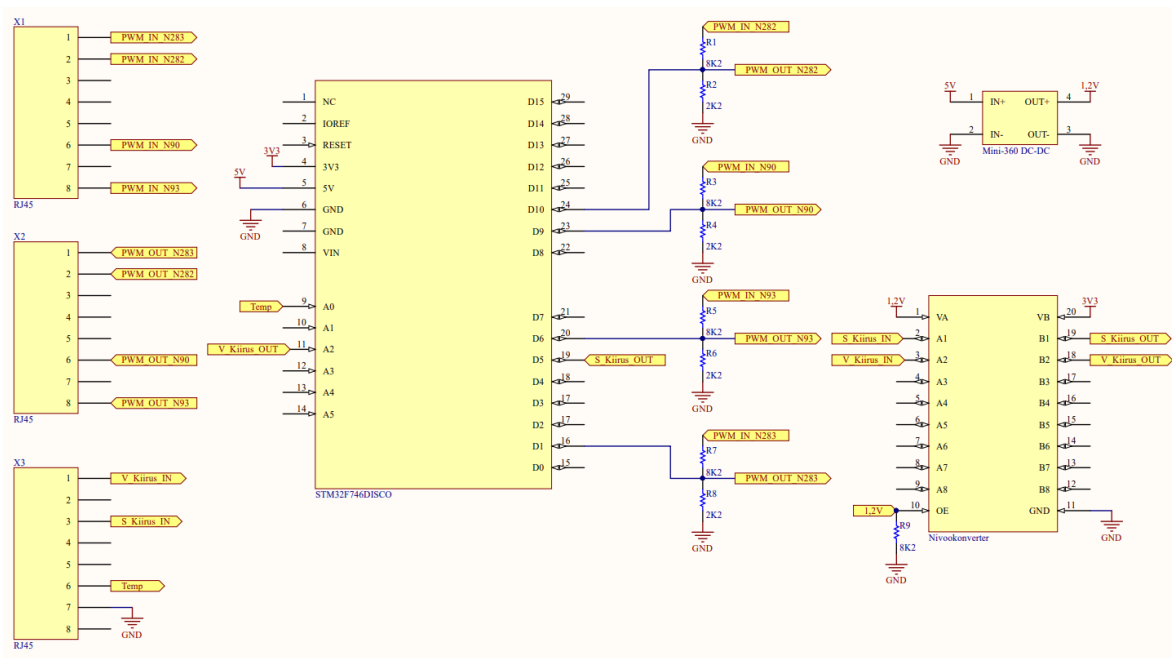 X1
1 PWM_IN_N283
2 PWM_IN_N282
3
4
5
6 PWM_IN_N90
7
8 PWM_IN_N93
RJ45
X2
1 PWM_OUT_N283
2 PWM_OUT_N282
3
4
5
6 PWM_OUT_N90
7
8 PWM_OUT_N93
RJ45
X3
1 V_Kiirus_IN
2
3 S_Kiirus_IN
4
5
6 Temp
7
GND
8
RJ45
1 NC
2 IOREF
3 RESET
3V3
4 3V3
5V
5 5V
6 GND
GND
7 GND
8 VIN
Temp 9 A0
10 A1
V_Kiirus_OUT 11 A2
12 A3
13 A4
14 A5
D15 29
D14 28
D13 27
D12 26
D11 25
D10 24
D9 23
D8 22
D7 21
D6 20
D5 19 S_Kiirus_OUT
D4 18
D3 17
D2 17
D1 16
D0 15
STM32F746DISCO
PWM_IN_N282
R1
8K2
PWM_OUT_N282
R2
2K2
GND
PWM_IN_N90
R3
8K2
PWM_OUT_N90
R4
2K2
GND
PWM_IN_N93
R5
8K2
PWM_OUT_N93
R6
2K2
GND
PWM_IN_N283
R7
8K2
PWM_OUT_N283
R8
2K2
GND
5V
1 IN+ OUT+ 4
1,2V
2 IN- OUT- 3
GND
Mini-360 DC-DC
GND
1,2V
3V3
1 VA VB 20
S_Kiirus_IN 2 A1 B1 19 S_Kiirus_OUT
V_Kiirus_IN 3 A2 B2 18 V_Kiirus_OUT
4 A3 B3 17
5 A4 B4 16
6 A5 B5 15
7 A6 B6 14
8 A7 B7 13
9 A8 B8 12
1,2V 10 OE GND 11
R9
8K2
GND
Nivookonverter
GND